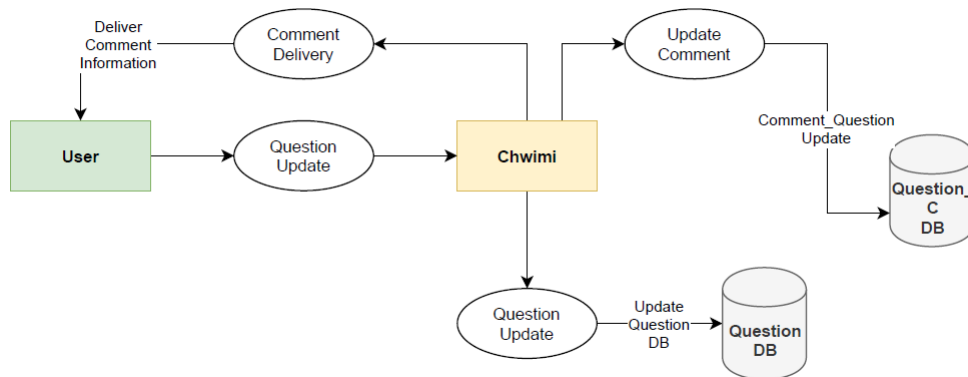 Deliver
Comment
Information
Comment
Delivery
Update
Comment
User
Question
Update
Chwimi
Comment_Question
Update
Question_
C
DB
Question
Update
Update
Question
DB
Question
DB